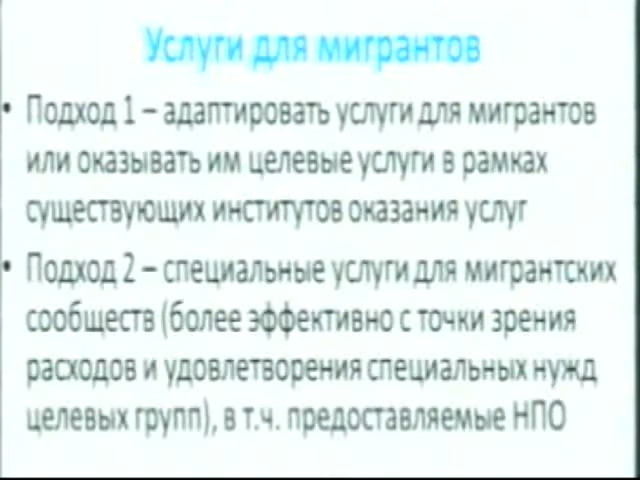 Услуги для мигрантов
• Подход 1 – адаптировать услуги для мигрантов
или оказывать им целевые услуги в рамках
существующих институтов оказания услуг
• Подход 2 – специальные услуги для мигрантских
сообществ (более эффективно с точки зрения
расходов и удовлетворения специальных нужд
целевых групп), в т.ч. предоставляемые НПО